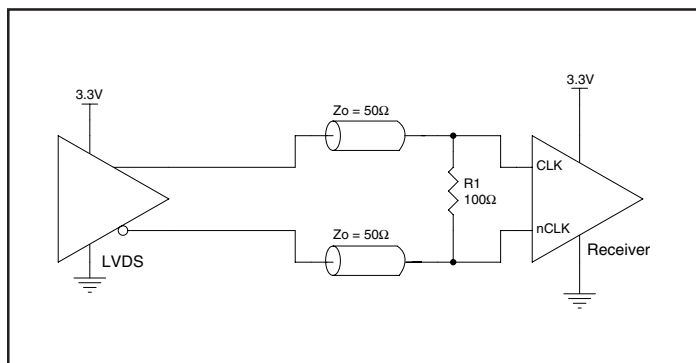 3.3V
3.3V
Zo = 50Ω
CLK
R1
100Ω
nCLK
Zo = 50Ω
LVDS
Receiver